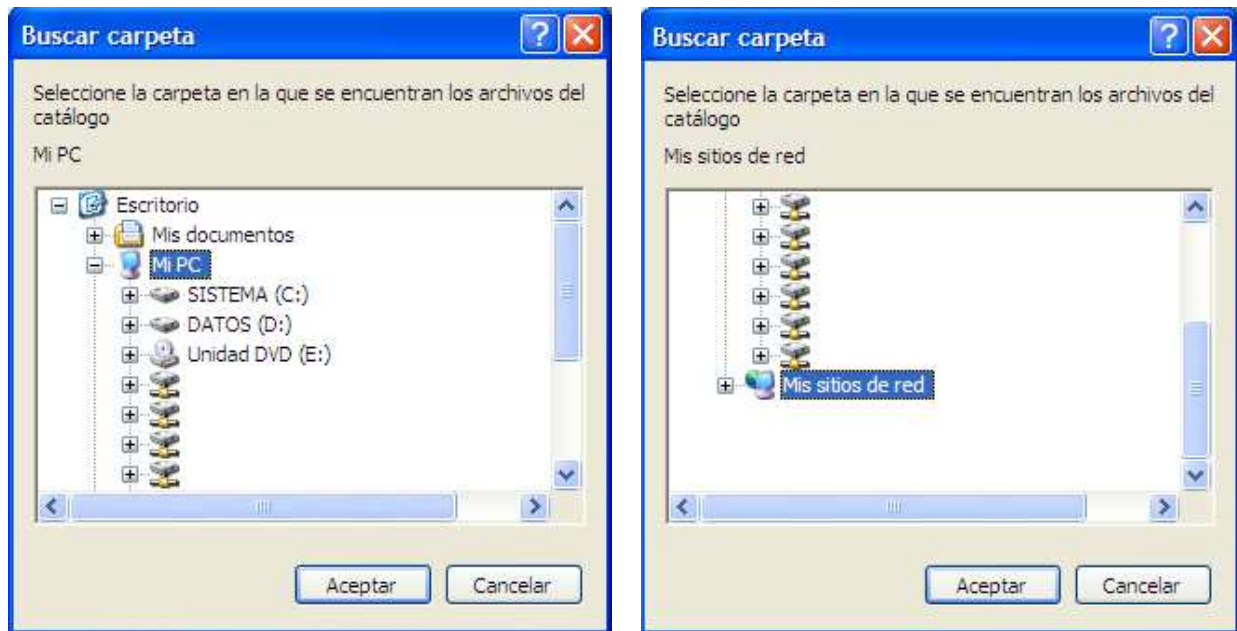 Buscar carpeta
Seleccione la carpeta en la que se encuentran los archivos del
catálogo
Mi PC
Escritorio
Mis documentos
Mi PC
SISTEMA (C:)
DATOS (D:)
Unidad DVD (E:)
Aceptar
Cancelar
Buscar carpeta
Seleccione la carpeta en la que se encuentran los archivos del
catálogo
Mis sitios de red
Mis sitios de red
Aceptar
Cancelar